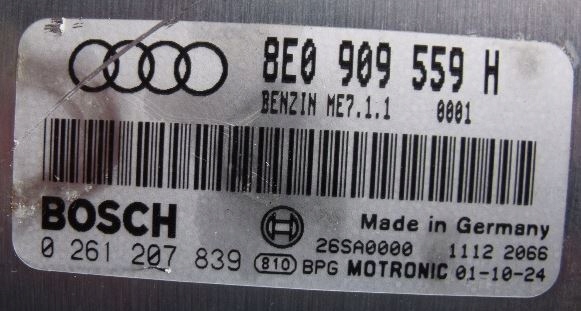 8E0 909 559 H
BENZIN ME7.1.1 0001
BOSCH
Made in Germany
0 261 207 839
26SA0000 1112 2066
810 BPG MOTRONIC 01-10-24